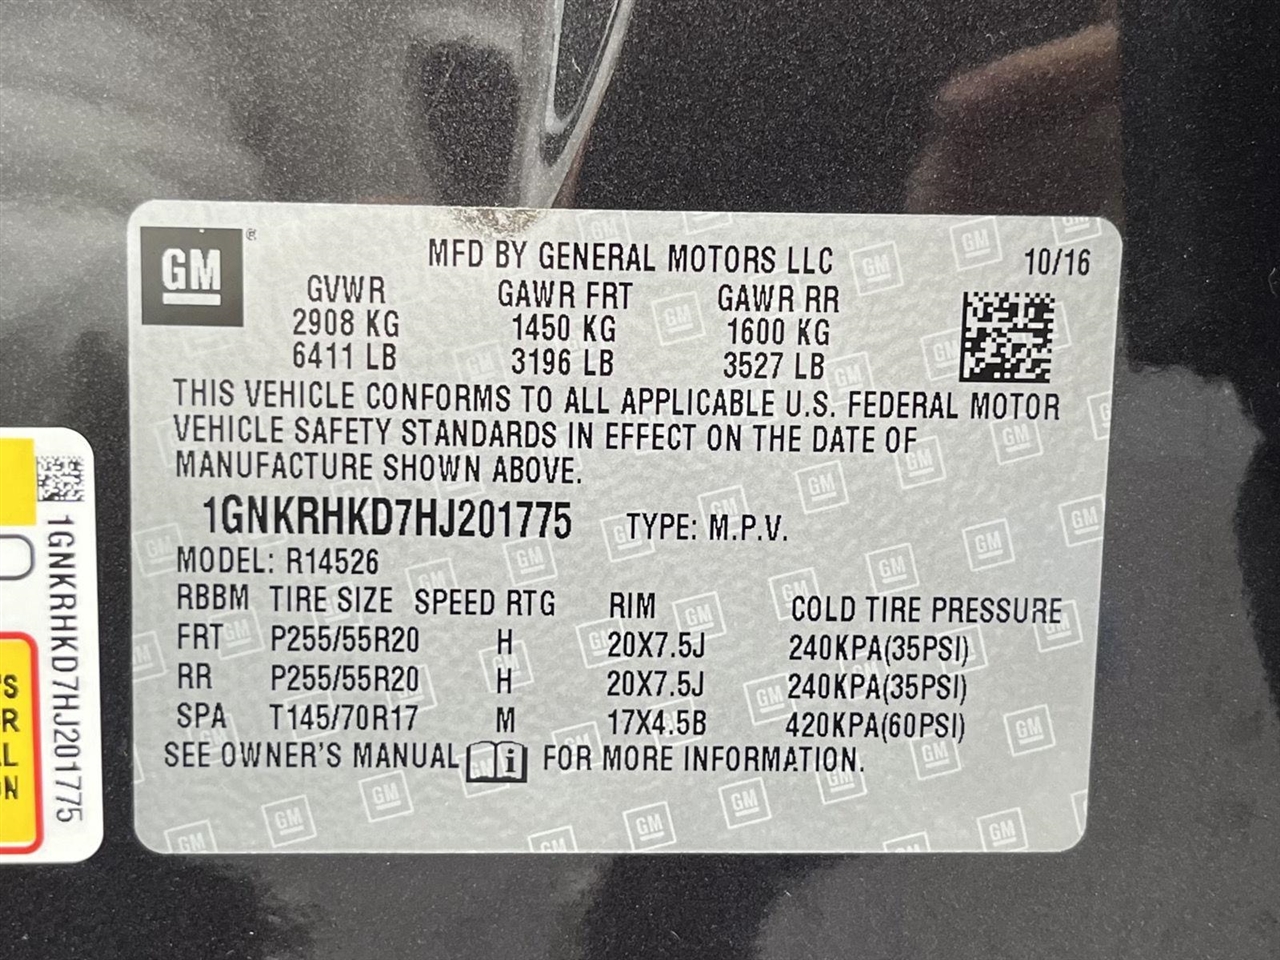 GM®
MFD BY GENERAL MOTORS LLC 10/16
GVWR GAWR FRT GAWR RR
2908 KG 1450 KG 1600 KG
6411 LB 3196 LB 3527 LB
THIS VEHICLE CONFORMS TO ALL APPLICABLE U.S. FEDERAL MOTOR
VEHICLE SAFETY STANDARDS IN EFFECT ON THE DATE OF
MANUFACTURE SHOWN ABOVE.
1GNKRHKD7HJ201775 TYPE: M.P.V.
MODEL: R14526
RBBM TIRE SIZE SPEED RTG RIM COLD TIRE PRESSURE
FRT P255/55R20 H 20X7.5J 240KPA(35PSI)
RR P255/55R20 H 20X7.5J 240KPA(35PSI)
SPA T145/70R17 M 17X4.5B 420KPA(60PSI)
SEE OWNER'S MANUAL i FOR MORE INFORMATION.
1GNKRHKD7HJ201775